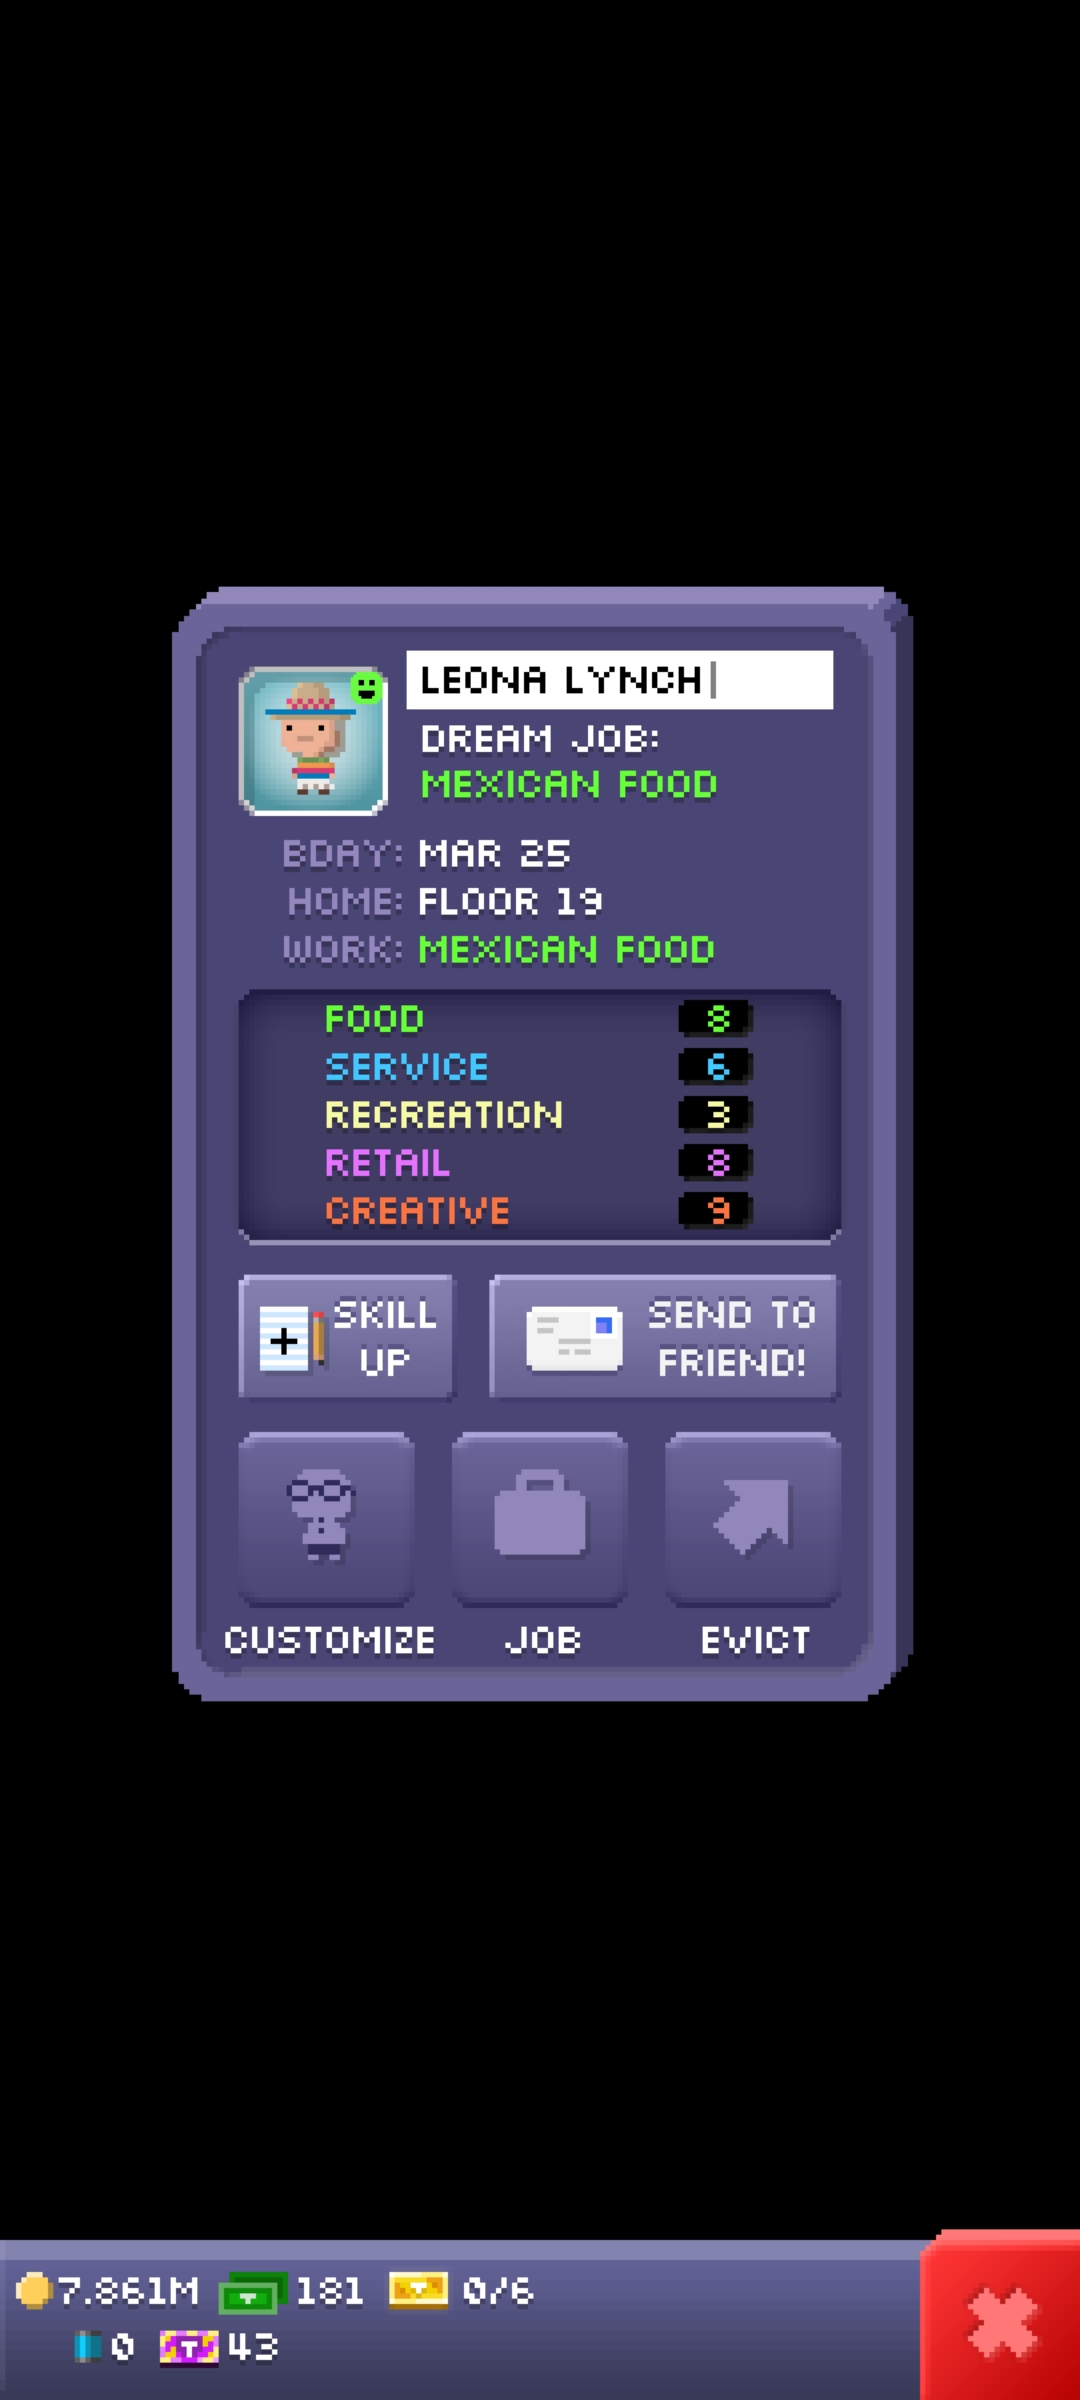 LEONA LYNCH
DREAM JOB:
MEXICAN FOOD
BDAY: MAR 25
HOME: FLOOR 19
WORK: MEXICAN FOOD
FOOD 8
SERVICE 6
RECREATION 3
RETAIL 8
CREATIVE 9
SKILL UP
SEND TO FRIEND!
CUSTOMIZE JOB EVICT
7.861M 181 0/6
0 T 43